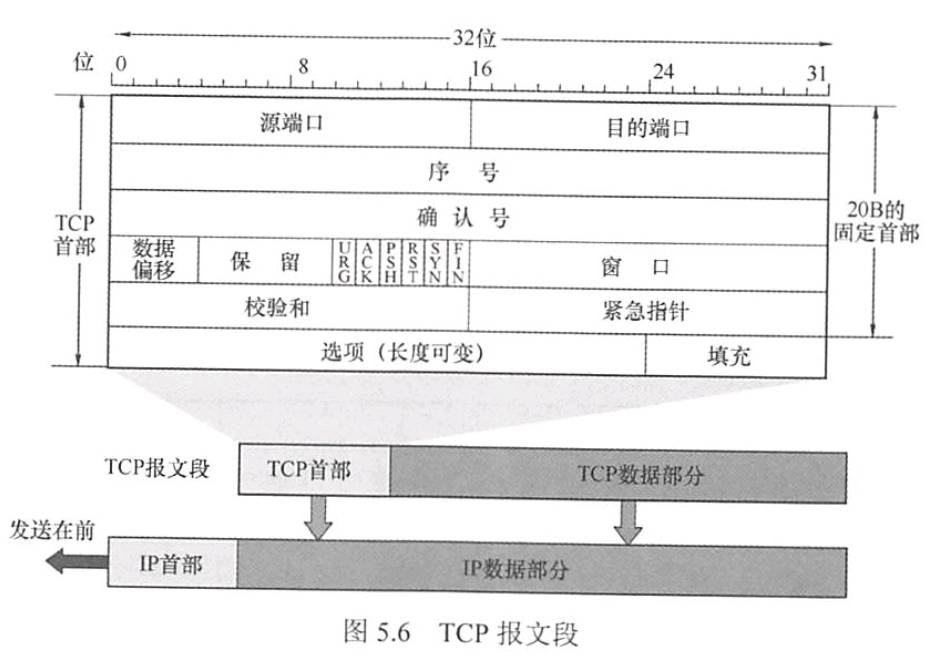 32位
位 0 8 16 24 31
源端口 目的端口
序 号
确 认 号
TCP
首部
20B的
固定首部
数据
偏移
保 留
URG
ACK
PSH
RST
SYN
FIN
窗 口
校验和 紧急指针
选项（长度可变） 填充
TCP报文段 TCP首部 TCP数据部分
发送在前
IP首部 IP数据部分
图 5.6 TCP 报文段